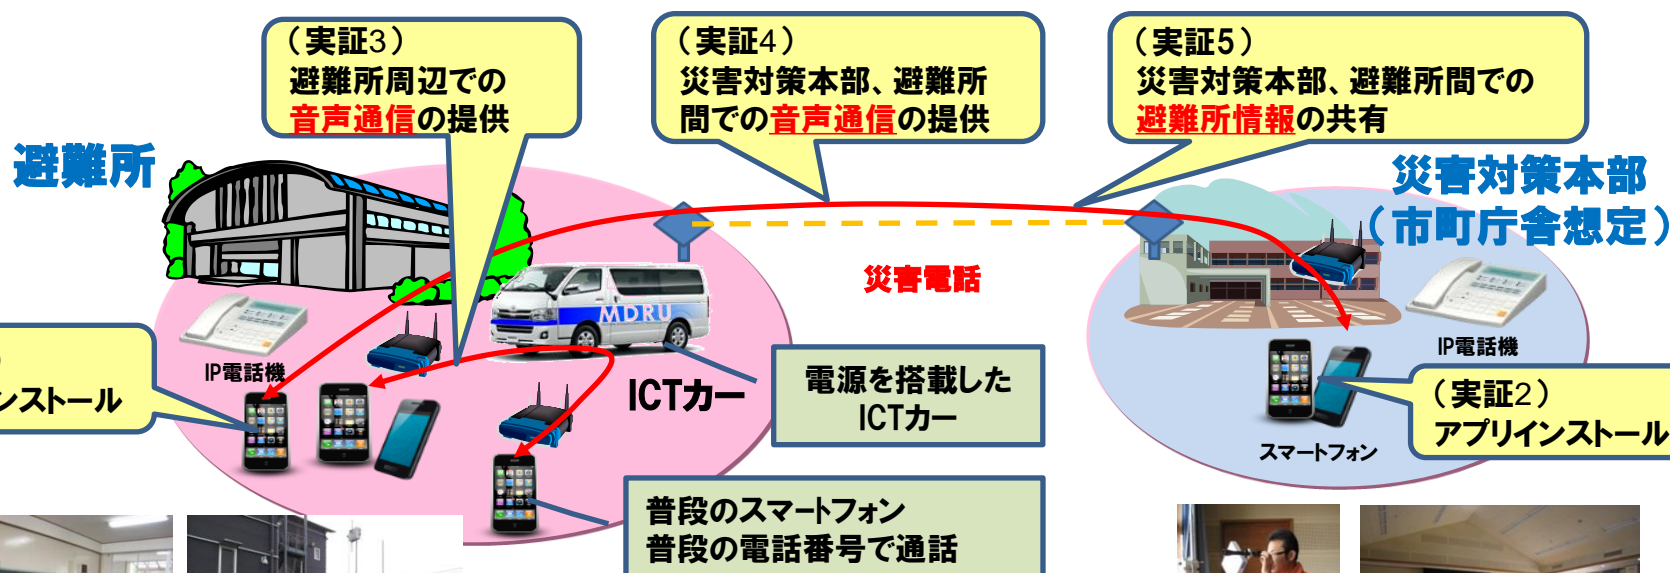 （実証3）
避難所周辺での
音声通信の提供
（実証4）
災害対策本部、避難所
間での音声通信の提供
（実証5）
災害対策本部、避難所間での
避難所情報の共有
避難所
災害対策本部
（市町庁舎想定）
災害電話
MDRU
IP電話機
ンストール
ICTカー
電源を搭載した
ICTカー
IP電話機
（実証2）
アプリインストール
スマートフォン
普段のスマートフォン
普段の電話番号で通話